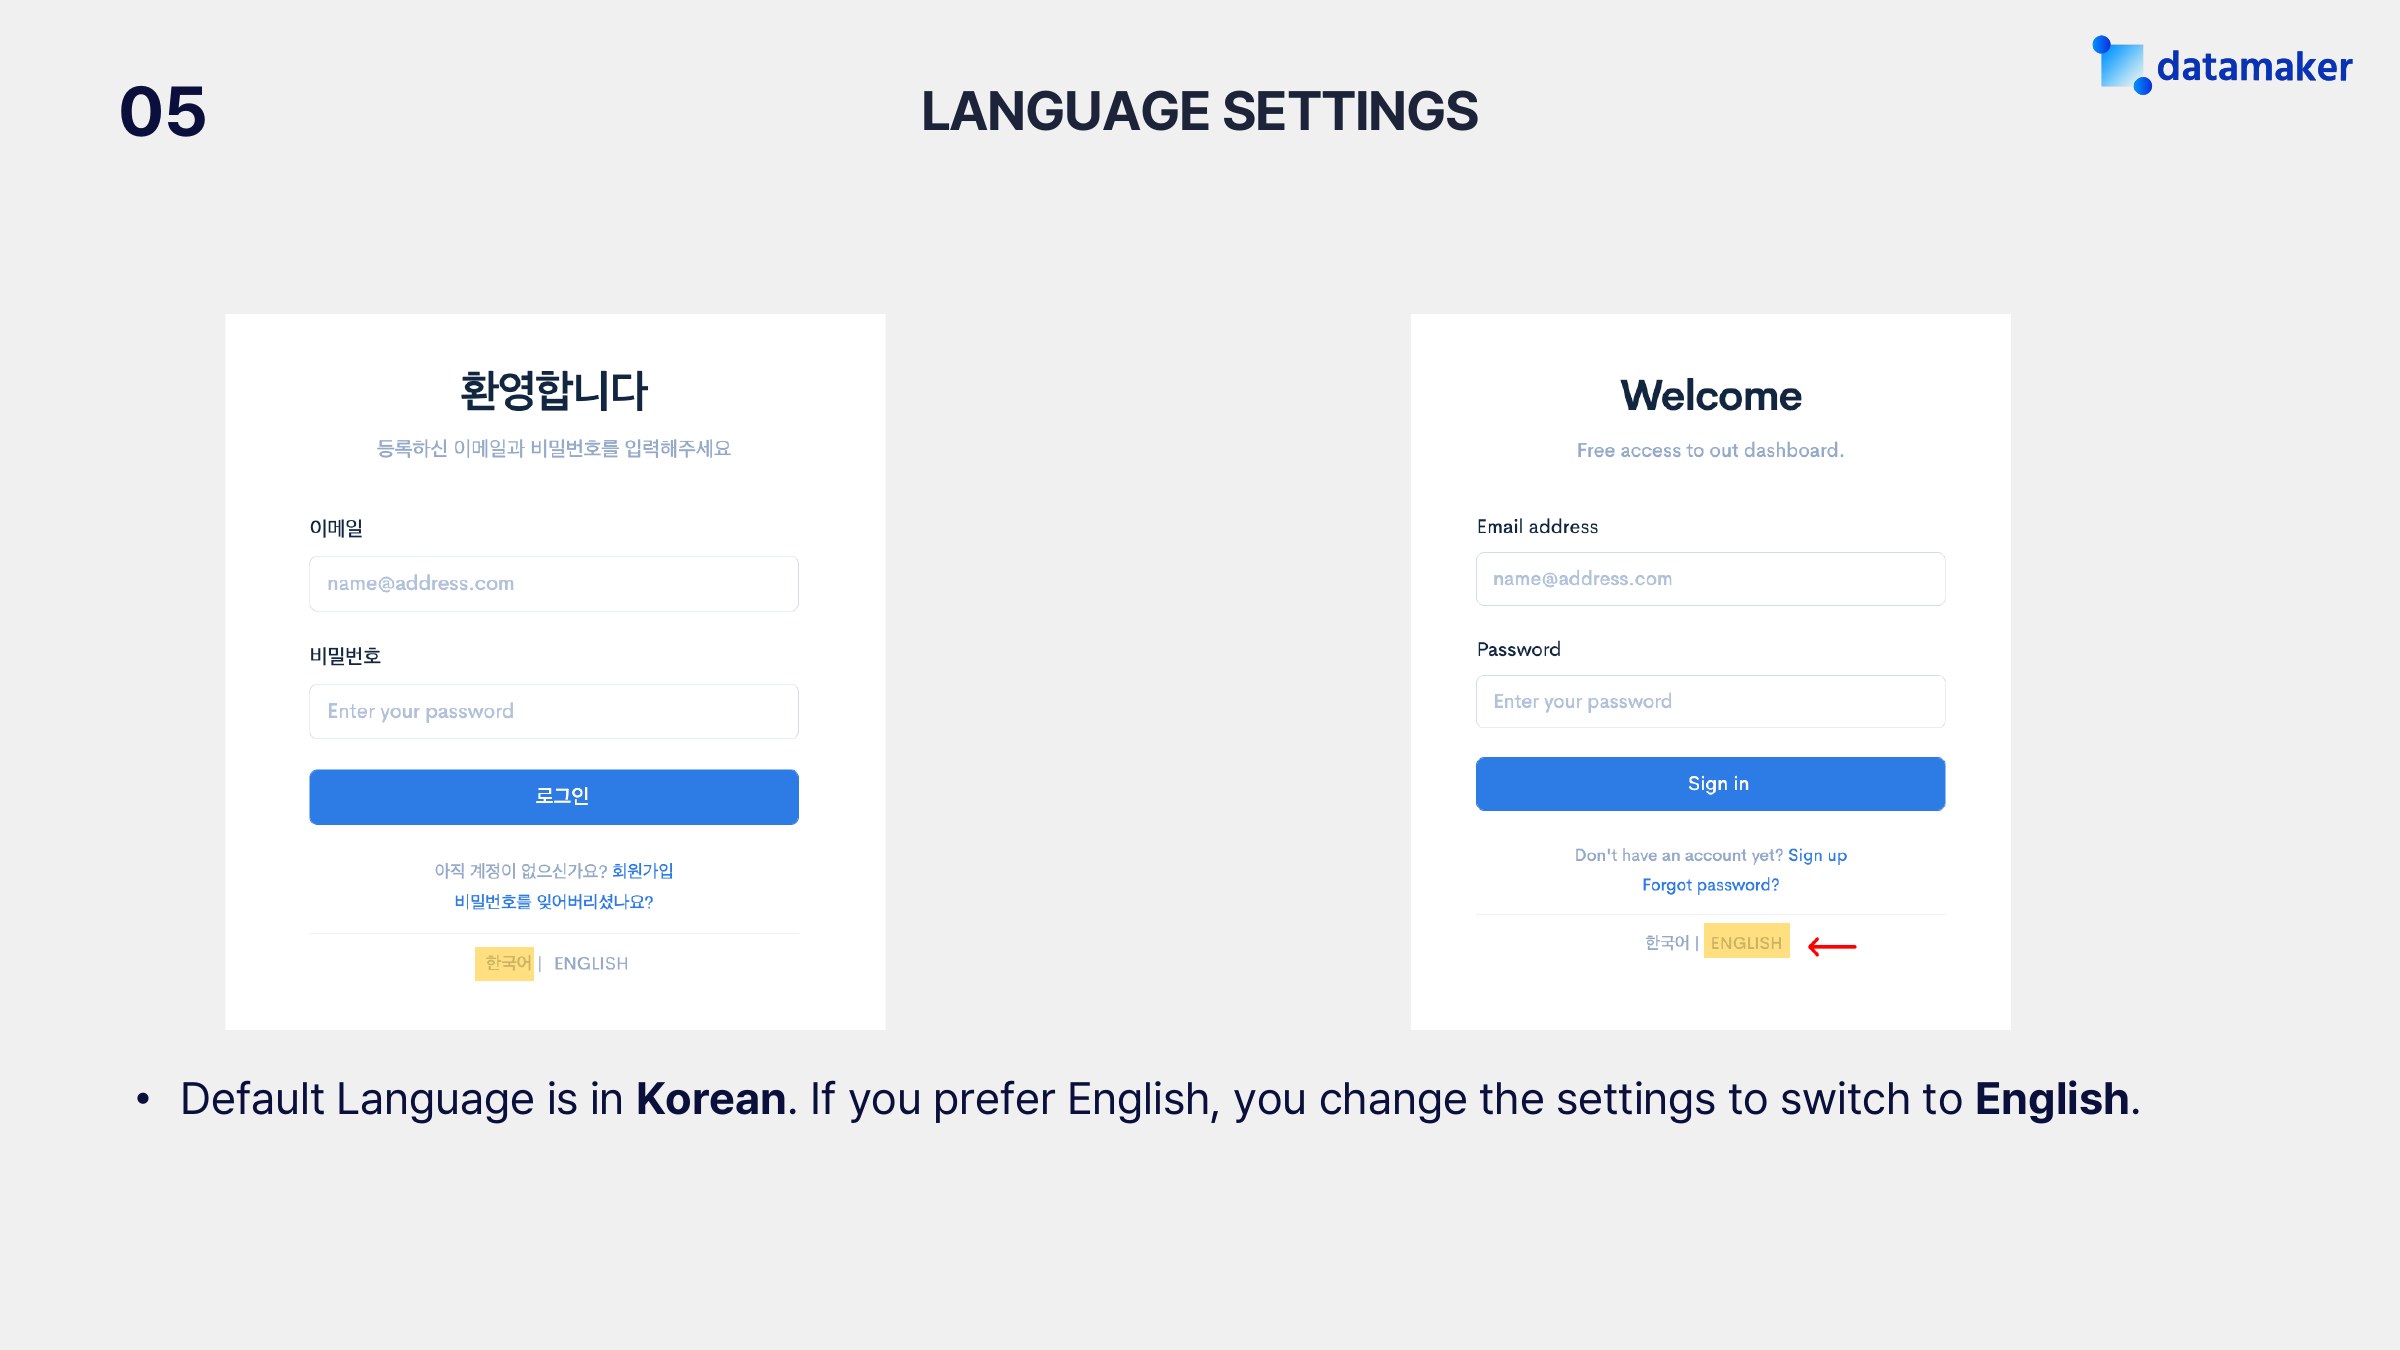 05
LANGUAGE SETTINGS
datamaker
환영합니다
등록하신 이메일과 비밀번호를 입력해주세요
이메일
name@address.com
비밀번호
Enter your password
로그인
아직 계정이 없으신가요? 회원가입
비밀번호를 잊어버리셨나요?
한국어 | ENGLISH
Welcome
Free access to out dashboard.
Email address
name@address.com
Password
Enter your password
Sign in
Don't have an account yet? Sign up
Forgot password?
한국어 | ENGLISH
• Default Language is in Korean. If you prefer English, you change the settings to switch to English.